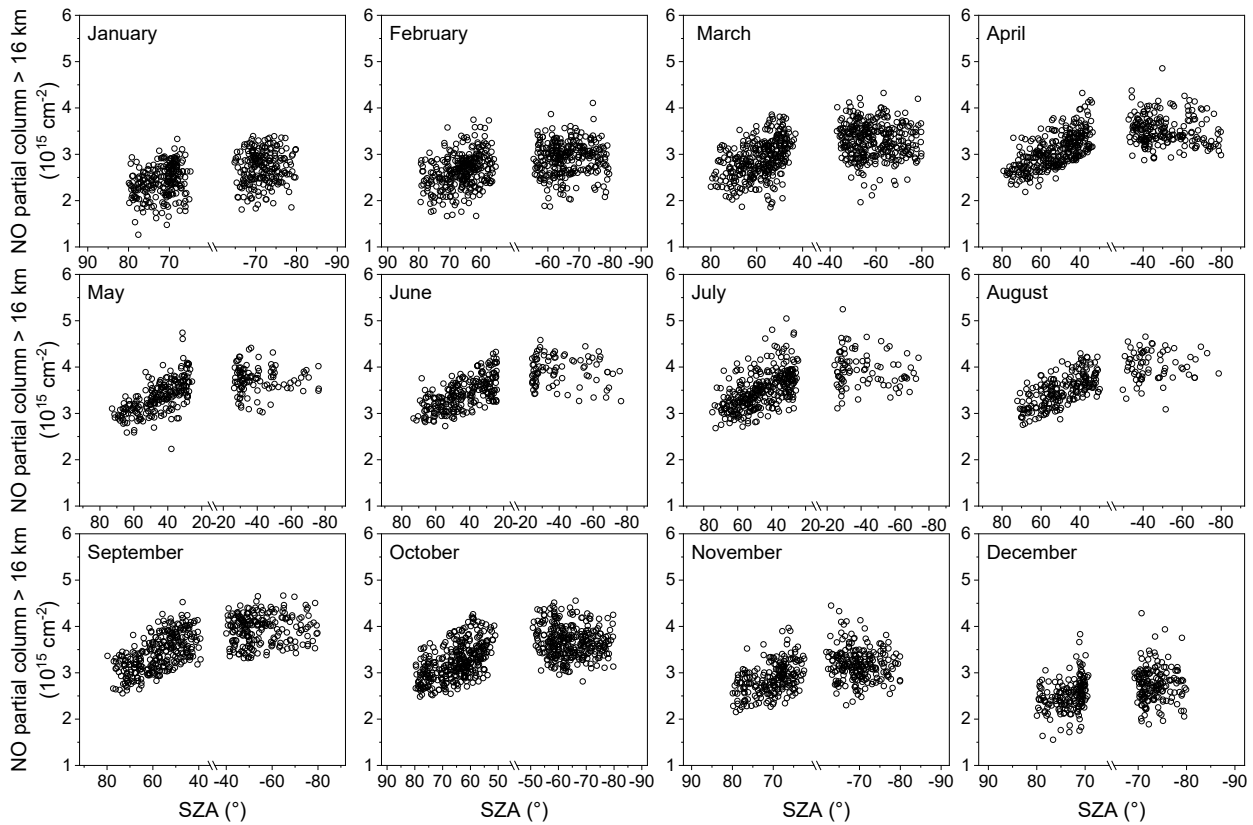 NO partial column > 16 km
(10¹⁵ cm⁻²)
6
5
4
3
2
1
January
90 80 70 -70 -80 -90
6
5
4
3
2
1
February
90 80 70 60 -60 -70 -80 -90
6
5
4
3
2
1
March
80 60 40 -40 -60 -80
6
5
4
3
2
1
April
80 60 40 -40 -60 -80
NO partial column > 16 km
(10¹⁵ cm⁻²)
6
5
4
3
2
1
May
80 60 40 20 -20 -40 -60 -80
6
5
4
3
2
1
June
80 60 40 20 -20 -40 -60 -80
6
5
4
3
2
1
July
80 60 40 20 -20 -40 -60 -80
6
5
4
3
2
1
August
80 60 40 -40 -60 -80
NO partial column > 16 km
(10¹⁵ cm⁻²)
6
5
4
3
2
1
September
80 60 40 -40 -60 -80
SZA (°)
6
5
4
3
2
1
October
80 70 60 50 -50 -60 -70 -80
SZA (°)
6
5
4
3
2
1
November
90 80 70 -70 -80 -90
SZA (°)
6
5
4
3
2
1
December
90 80 70 -70 -80 -90
SZA (°)